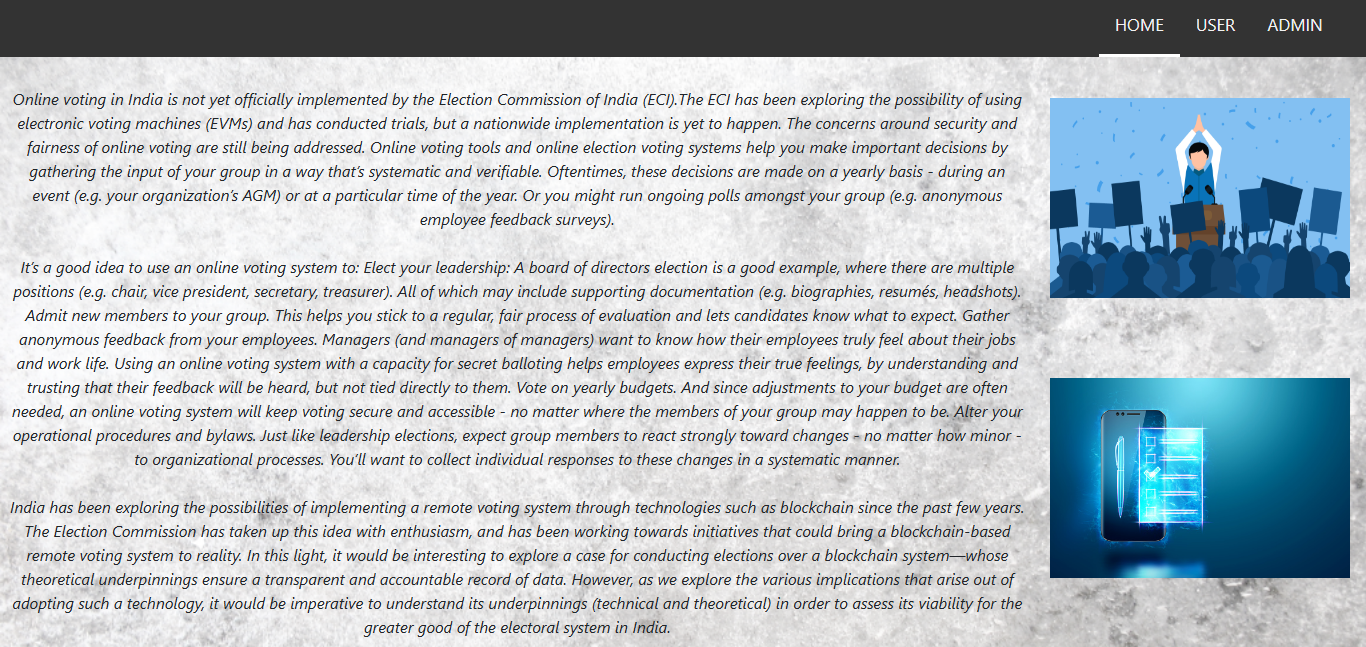 HOME USER ADMIN
Online voting in India is not yet officially implemented by the Election Commission of India (ECI).The ECI has been exploring the possibility of using
electronic voting machines (EVMs) and has conducted trials, but a nationwide implementation is yet to happen. The concerns around security and
fairness of online voting are still being addressed. Online voting tools and online election voting systems help you make important decisions by
gathering the input of your group in a way that's systematic and verifiable. Oftentimes, these decisions are made on a yearly basis - during an
event (e.g. your organization's AGM) or at a particular time of the year. Or you might run ongoing polls amongst your group (e.g. anonymous
employee feedback surveys).
It's a good idea to use an online voting system to: Elect your leadership: A board of directors election is a good example, where there are multiple
positions (e.g. chair, vice president, secretary, treasurer). All of which may include supporting documentation (e.g. biographies, resumés, headshots).
Admit new members to your group. This helps you stick to a regular, fair process of evaluation and lets candidates know what to expect. Gather
anonymous feedback from your employees. Managers (and managers of managers) want to know how their employees truly feel about their jobs
and work life. Using an online voting system with a capacity for secret balloting helps employees express their true feelings, by understanding and
trusting that their feedback will be heard, but not tied directly to them. Vote on yearly budgets. And since adjustments to your budget are often
needed, an online voting system will keep voting secure and accessible - no matter where the members of your group may happen to be. Alter your
operational procedures and bylaws. Just like leadership elections, expect group members to react strongly toward changes - no matter how minor -
to organizational processes. You'll want to collect individual responses to these changes in a systematic manner.
India has been exploring the possibilities of implementing a remote voting system through technologies such as blockchain since the past few years.
The Election Commission has taken up this idea with enthusiasm, and has been working towards initiatives that could bring a blockchain-based
remote voting system to reality. In this light, it would be interesting to explore a case for conducting elections over a blockchain system—whose
theoretical underpinnings ensure a transparent and accountable record of data. However, as we explore the various implications that arise out of
adopting such a technology, it would be imperative to understand its underpinnings (technical and theoretical) in order to assess its viability for the
greater good of the electoral system in India.